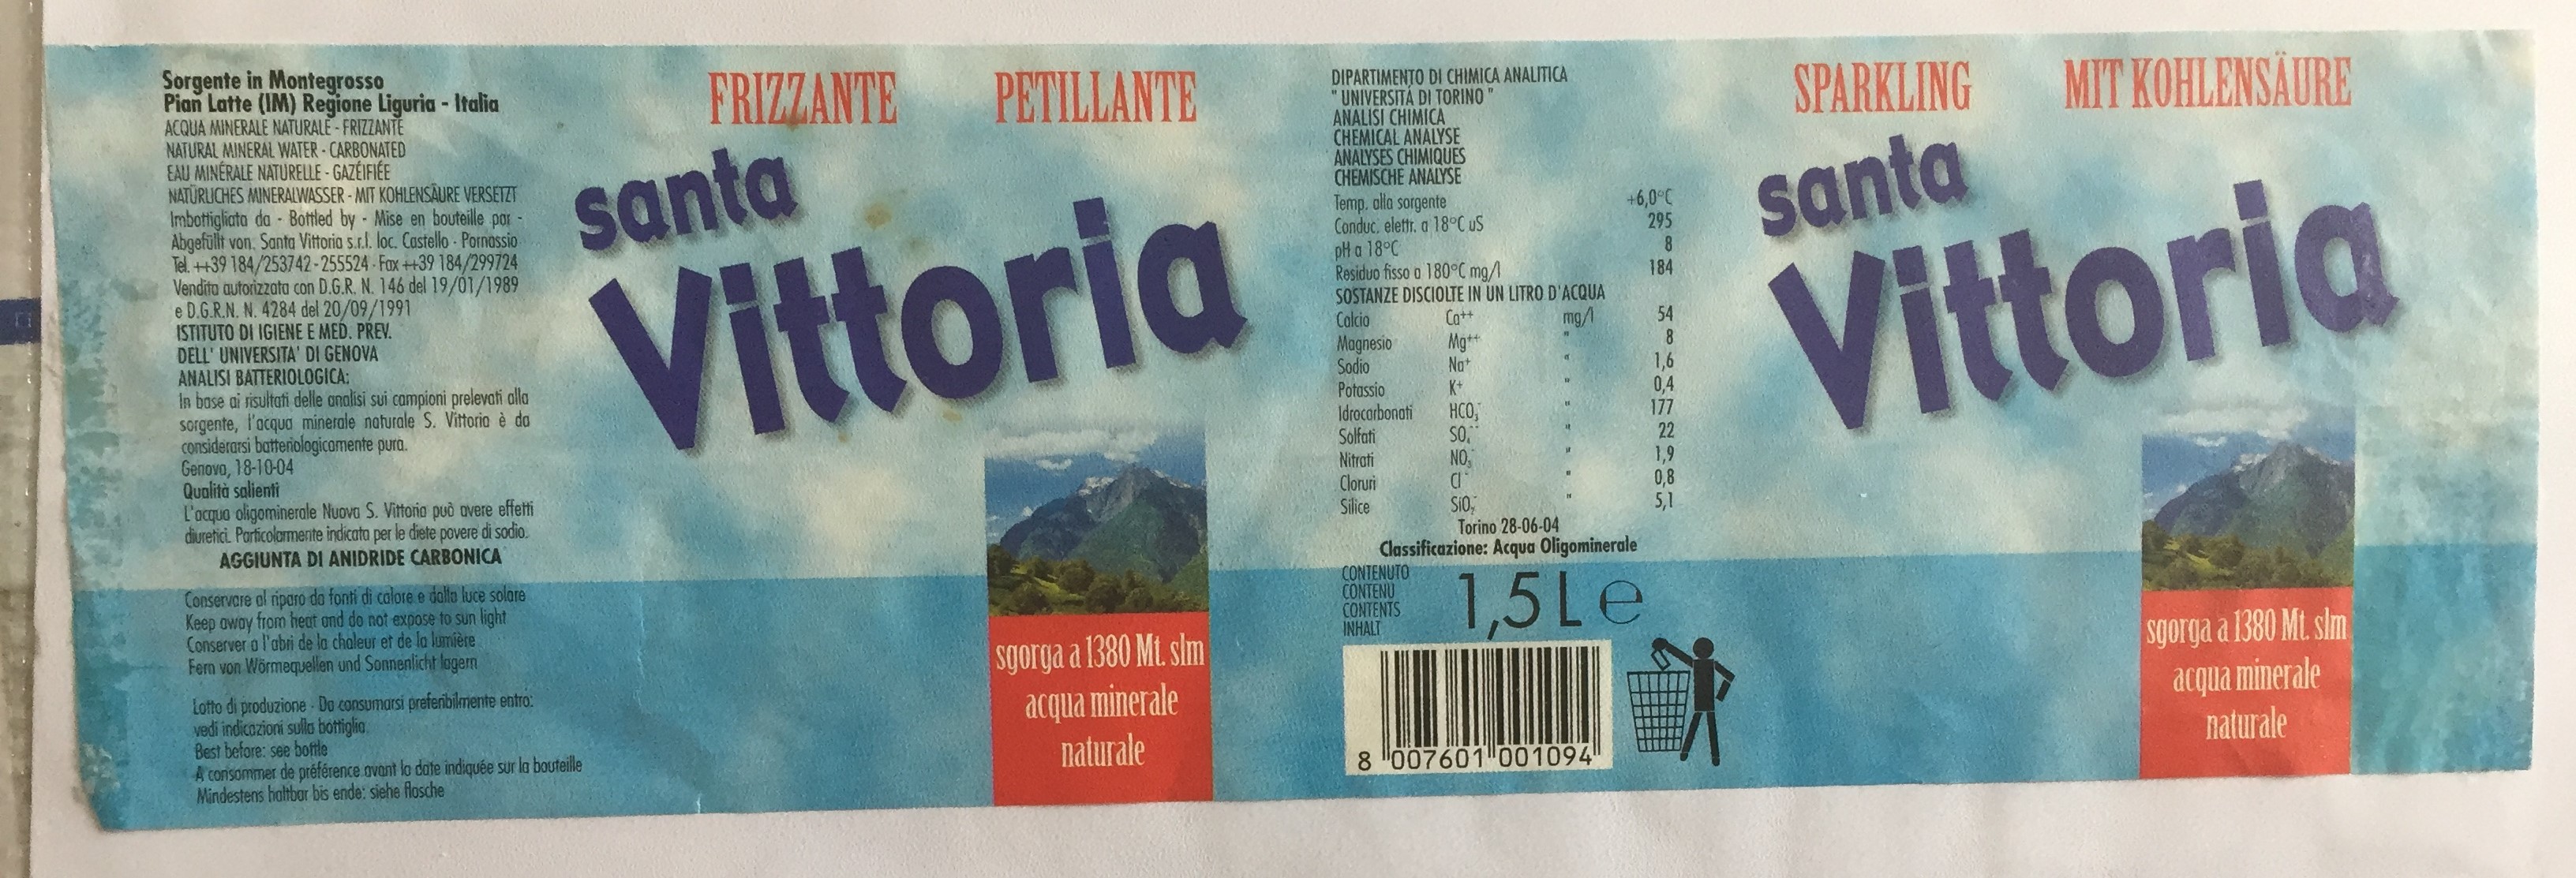 Sorgente in Montegrosso
Pian Latte (IM) Regione Liguria - Italia
ACQUA MINERALE NATURALE - FRIZZANTE
NATURAL MINERAL WATER - CARBONATED
EAU MINÉRALE NATURELLE - GAZÉIFIÉE
NATÜRLICHES MINERALWASSER - MIT KOHLENSÄURE VERSETZT
Imbottigliata da - Bottled by - Mise en bouteille par -
Abgefüllt von: Santa Vittoria s.r.l. loc. Castello - Pornassio
Tel. ++39 184/253742 - 255524 - Fax ++39 184/299724
Vendita autorizzata con D.G.R. N. 146 del 19/01/1989
e D.G.R.N. N. 4284 del 20/09/1991
ISTITUTO DI IGIENE E MED. PREV.
DELL' UNIVERSITA' DI GENOVA
ANALISI BATTERIOLOGICA:
In base ai risultati delle analisi sui campioni prelevati alla
sorgente, l'acqua minerale naturale S. Vittoria è da
considerarsi batteriologicamente pura.
Genova, 18-10-04
Qualità salienti
L'acqua oligominerale Nuova S. Vittoria può avere effetti
diuretici. Particolarmente indicata per le diete povere di sodio.
AGGIUNTA DI ANIDRIDE CARBONICA
Conservare al riparo da fonti di calore e dalla luce solare
Keep away from heat and do not expose to sun light
Conserver a l'abri de la chaleur et de la lumière
Fern von Wörmequellen und Sonnenlicht lagern
Lotto di produzione - Da consumarsi preferibilmente entro:
vedi indicazioni sulla bottiglia
Best before: see bottle
A consommer de préférence avant la date indiquée sur la bouteille
Mindestens haltbar bis ende: siehe flasche
FRIZZANTE PETILLANTE
santa
Vittoria
sgorga a 1380 Mt. slm
acqua minerale
naturale
DIPARTIMENTO DI CHIMICA ANALITICA
" UNIVERSITÁ DI TORINO "
ANALISI CHIMICA
CHEMICAL ANALYSE
ANALYSES CHIMIQUES
CHEMISCHE ANALYSE
Temp. alla sorgente +6,0°C
Conduc. elettr. a 18°C uS 295
pH a 18°C 8
Residuo fisso a 180°C mg/l 184
SOSTANZE DISCIOLTE IN UN LITRO D'ACQUA
Calcio Ca++ mg/l 54
Magnesio Mg++ " 8
Sodio Na+ " 1,6
Potassio K+ " 0,4
Idrocarbonati HCO3- " 177
Solfati SO4-- " 22
Nitrati NO3- " 1,9
Cloruri Cl- " 0,8
Silice SiO2- " 5,1
Torino 28-06-04
Classificazione: Acqua Oligominerale
CONTENUTO
CONTENU
CONTENTS
INHALT
1,5 L e
8 007601 001094
SPARKLING MIT KOHLENSÄURE
santa
Vittoria
sgorga a 1380 Mt. slm
acqua minerale
naturale